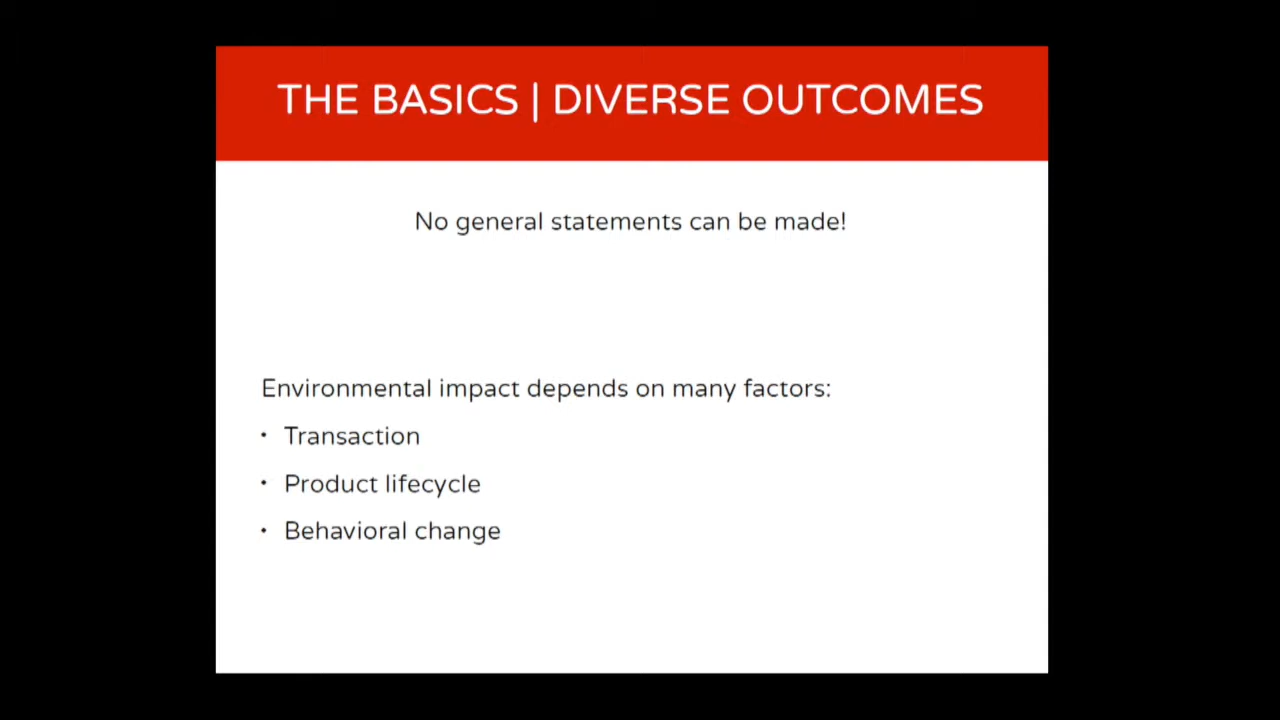 THE BASICS | DIVERSE OUTCOMES
No general statements can be made!
Environmental impact depends on many factors:
• Transaction
• Product lifecycle
• Behavioral change